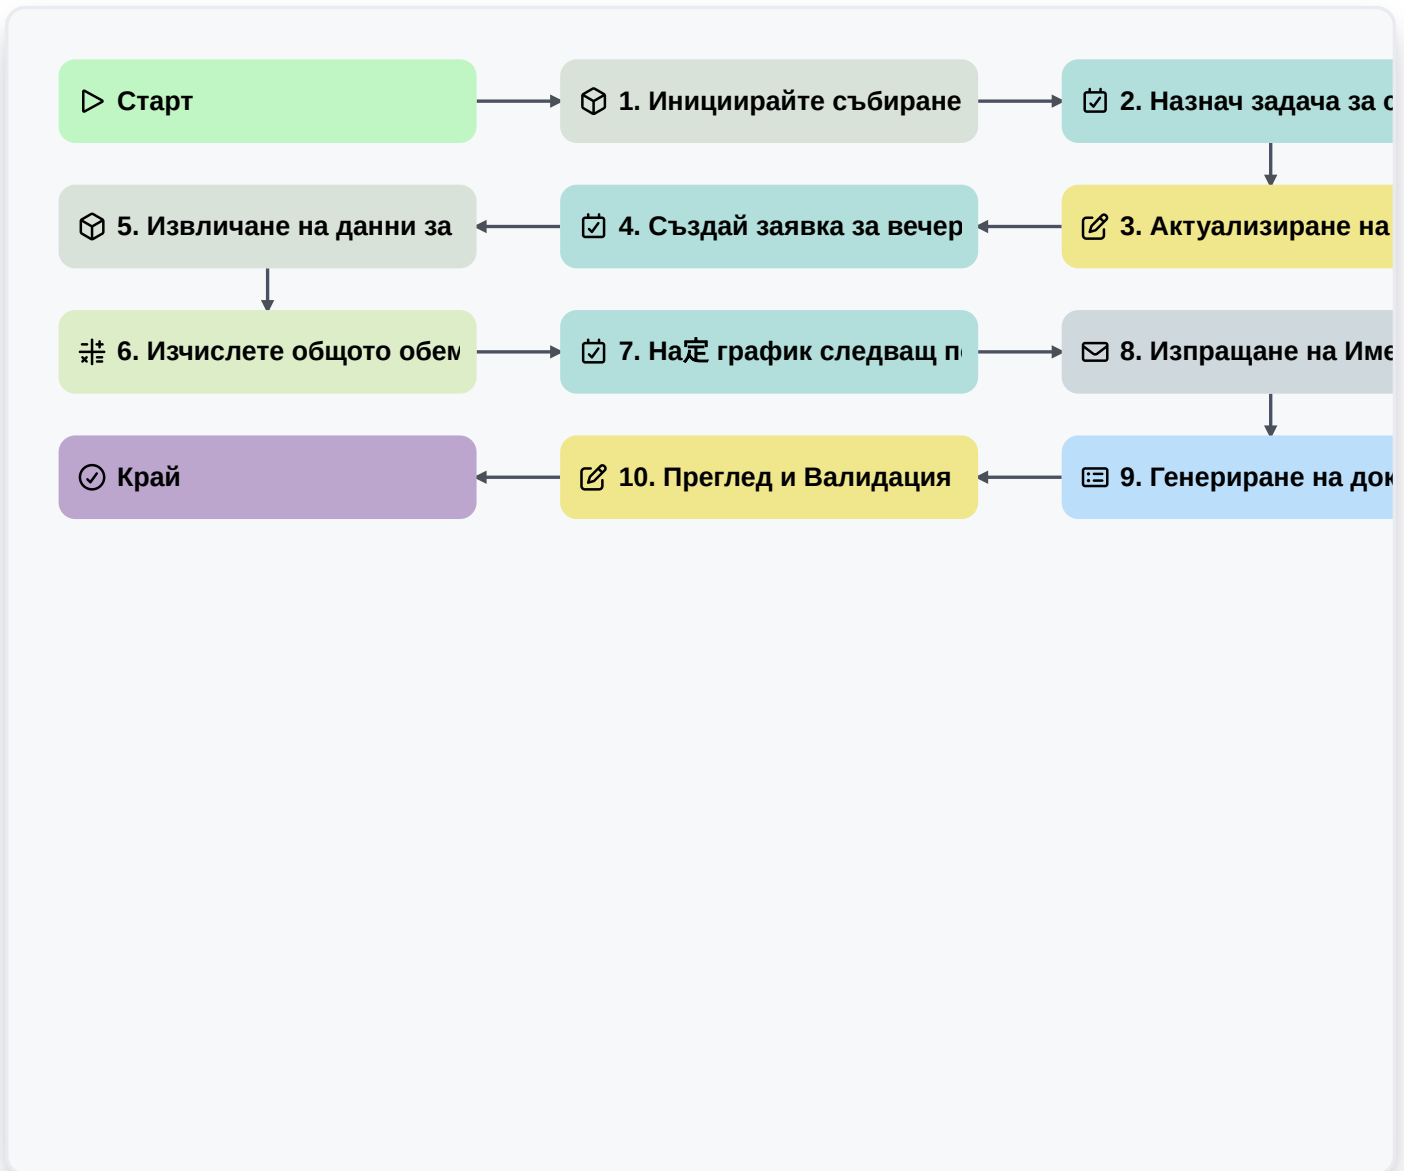 Старт
1. Инициирайте събиране
2. Назнач задача за
5. Извличане на данни за
4. Създай заявка за вечер
3. Актуализиране на
6. Изчислете общото обем
7. На定 график следващ
8. Изпращане на Име
Край
10. Преглед и Валидация
9. Генериране на док